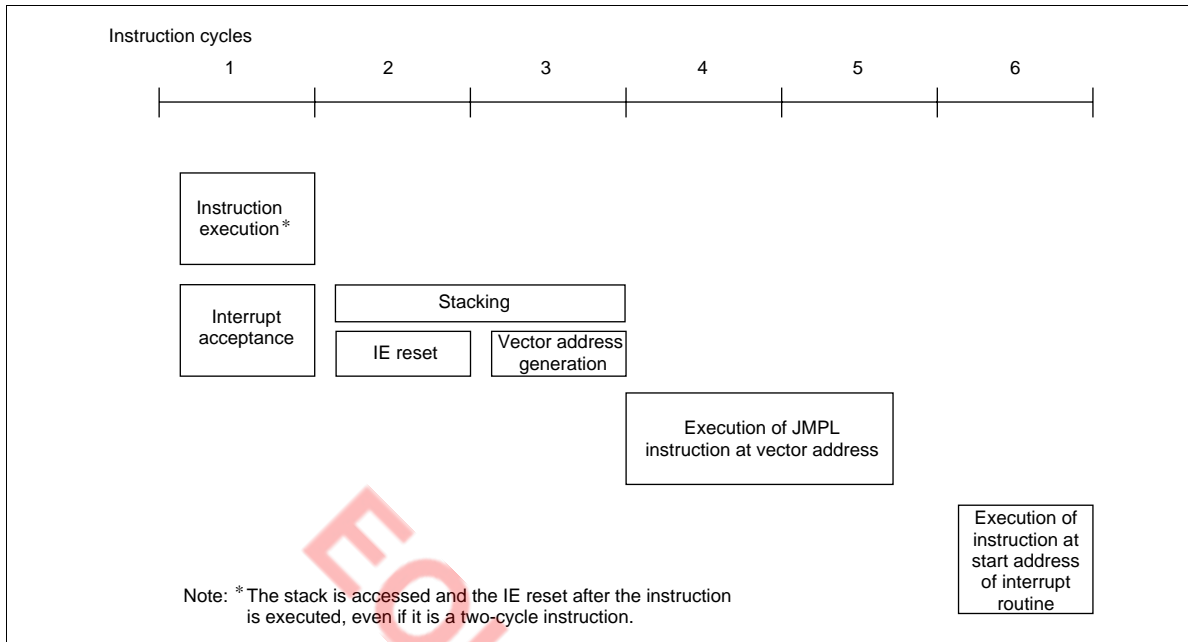 Instruction cycles
1 2 3 4 5 6
Instruction
execution*
Interrupt
acceptance
Stacking
IE reset
Vector address
generation
Execution of JMPL
instruction at vector address
Execution of
instruction at
start address
of interrupt
routine
Note: * The stack is accessed and the IE reset after the instruction
is executed, even if it is a two-cycle instruction.